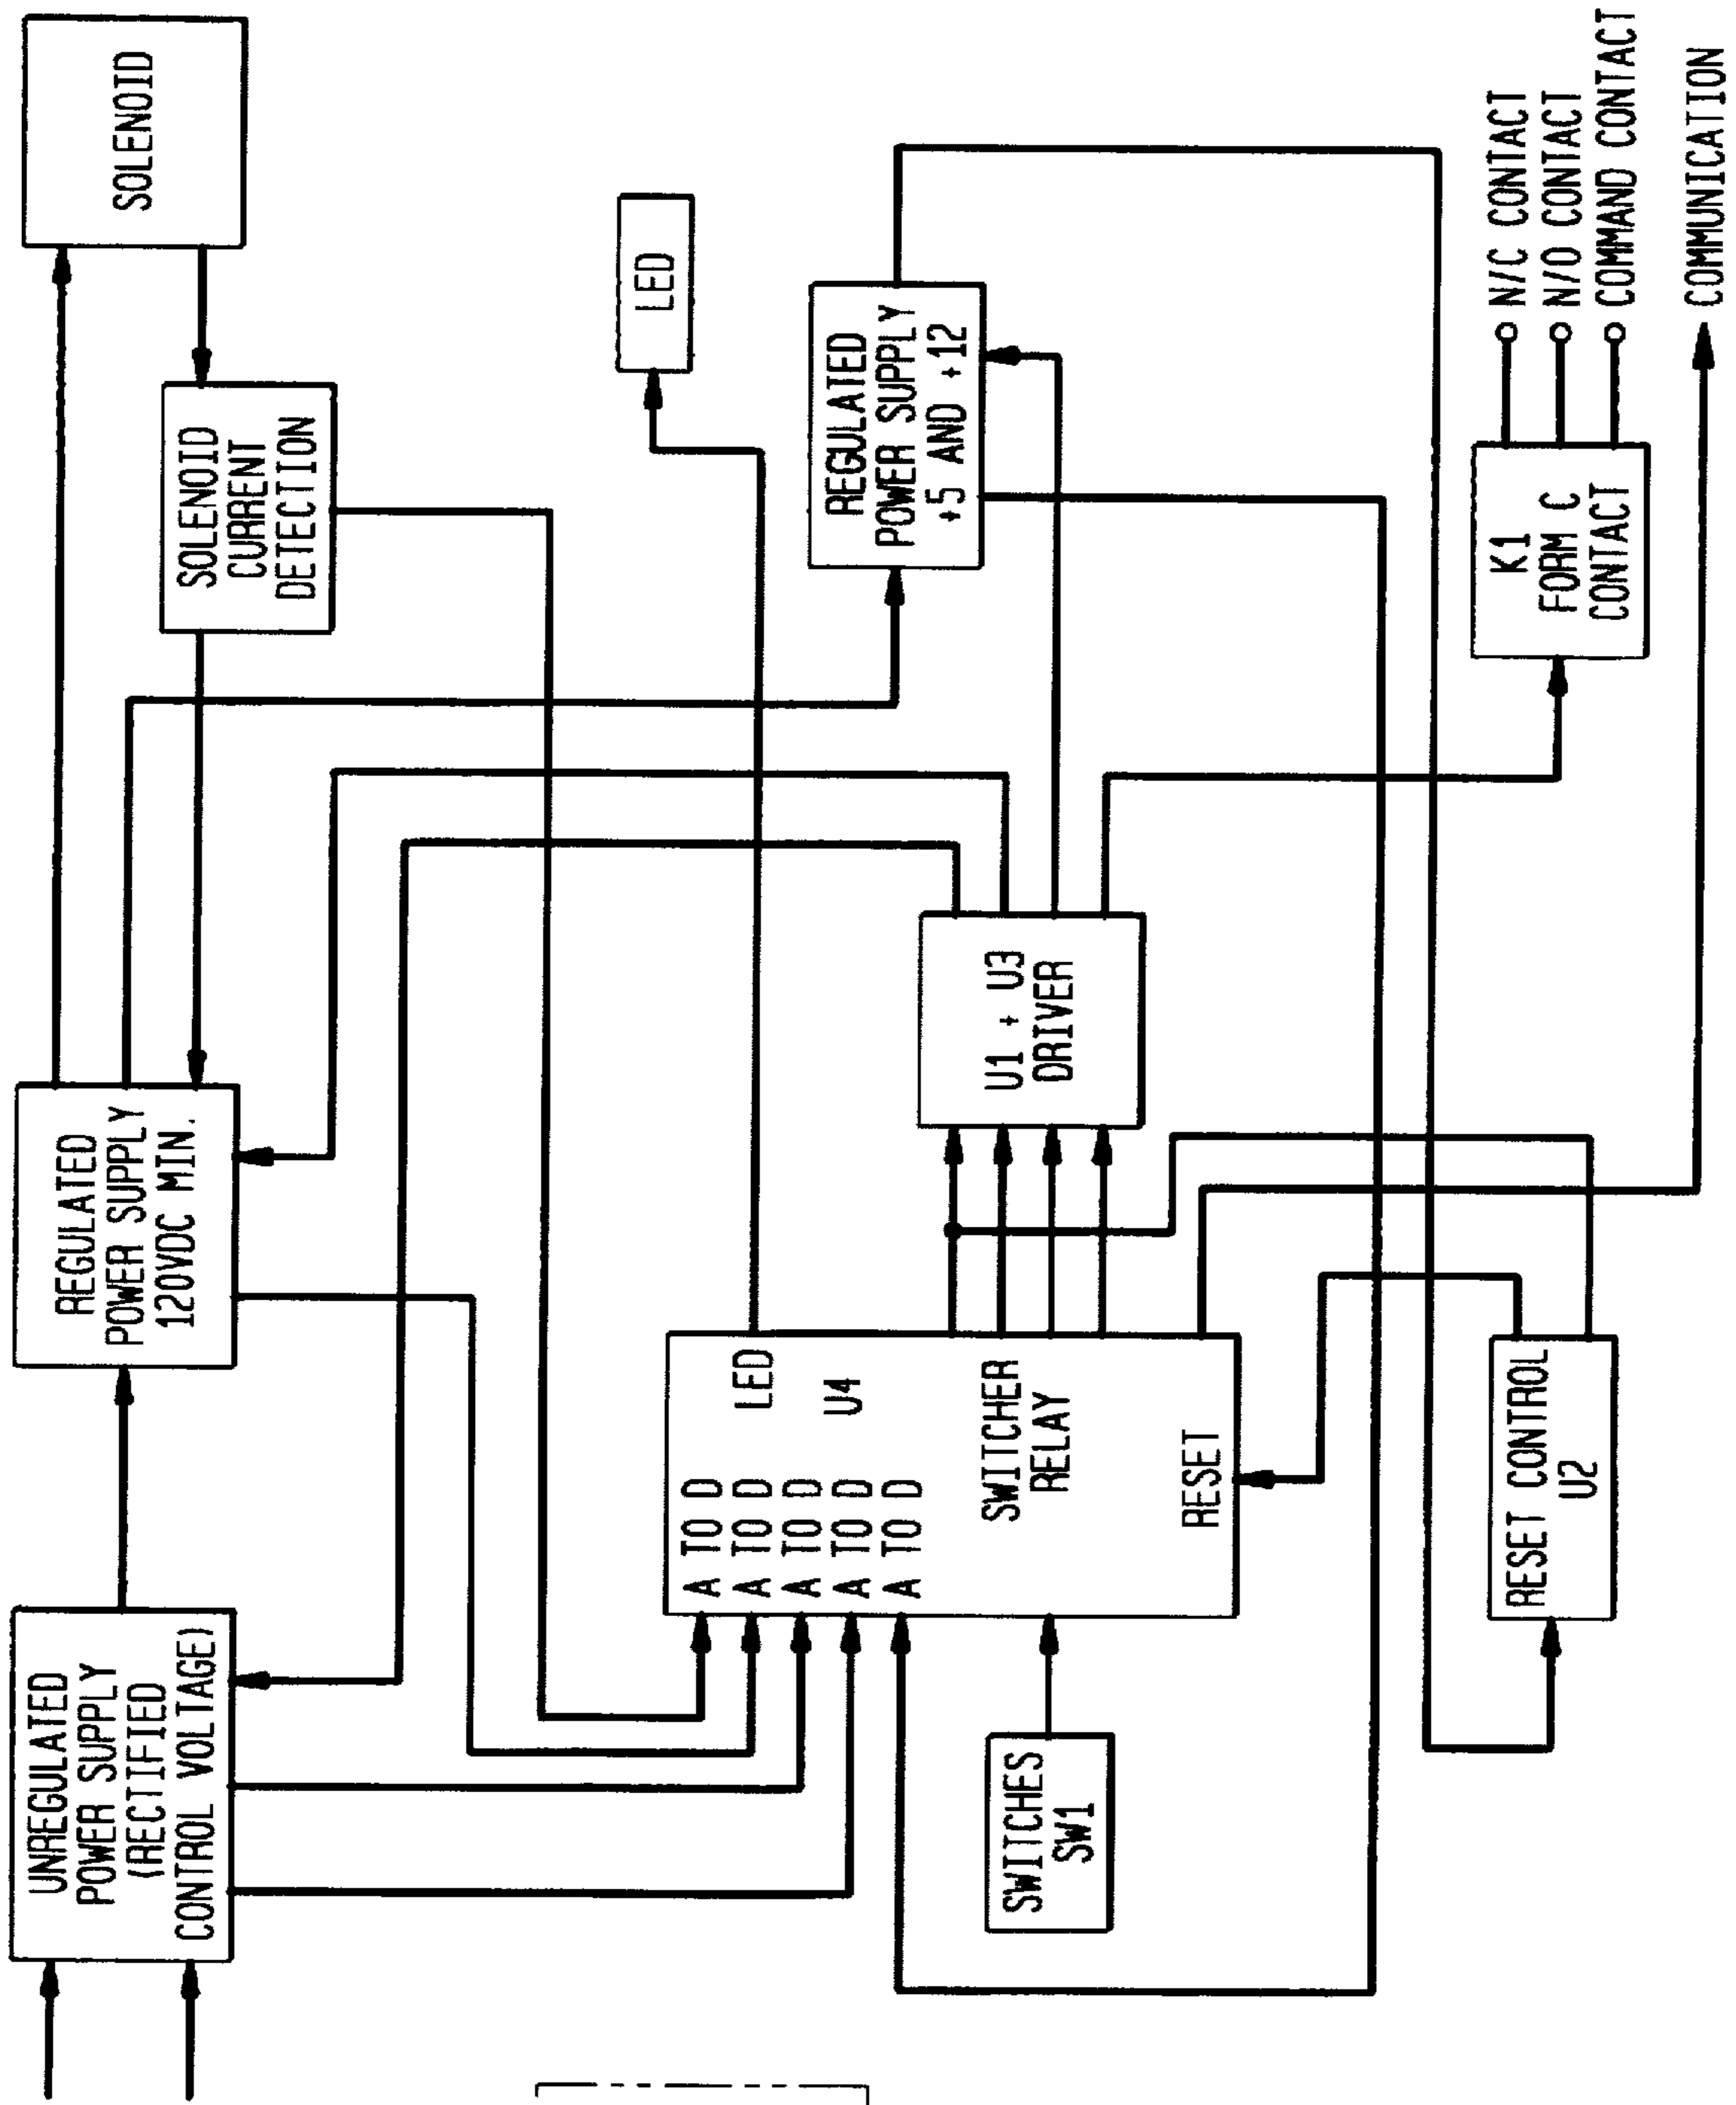 UNREGULATED
POWER SUPPLY
(RECTIFIED
CONTROL VOLTAGE)
REGULATED
POWER SUPPLY
120VDC MIN.
SOLENOID
CURRENT
DETECTION
SOLENOID
LED
REGULATED
POWER SUPPLY
+5 AND +12
A TO D
A TO D
A TO D
A TO D
A TO D
LED
U4
SWITCHER
RELAY
RESET
U1 + U3
DRIVER
SWITCHES
SW1
RESET CONTROL
U2
K1
FORM C
CONTACT
N/C CONTACT
N/O CONTACT
COMMAND CONTACT
COMMUNICATION